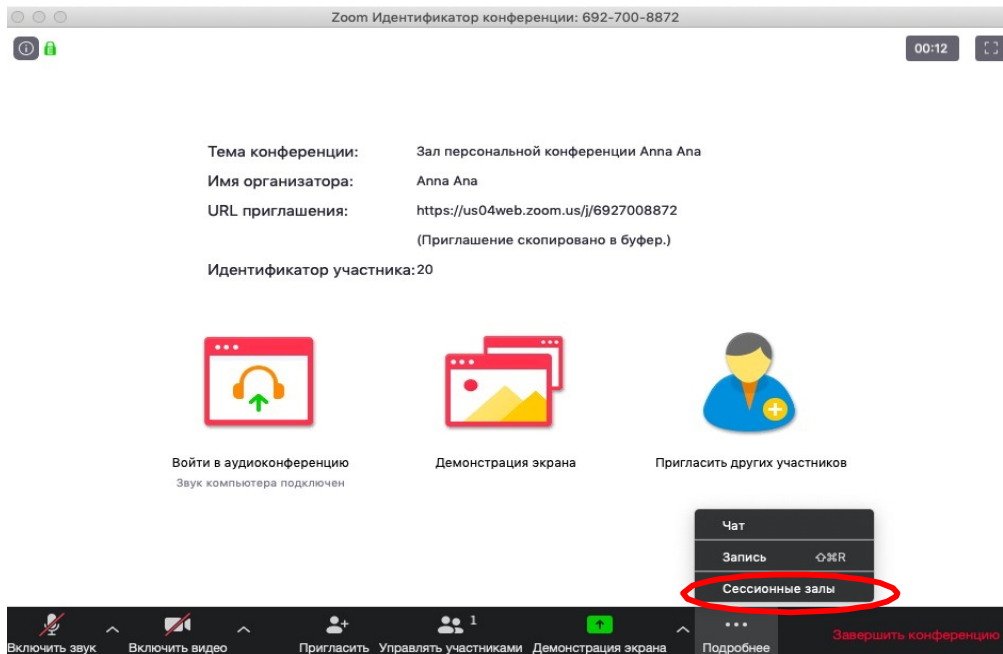 Zoom Идентификатор конференции: 692-700-8872
00:12
Тема конференции: Зал персональной конференции Anna Ana
Имя организатора: Anna Ana
URL приглашения: https://us04web.zoom.us/j/6927008872
(Приглашение скопировано в буфер.)
Идентификатор участника: 20
Войти в аудиоконференцию Демонстрация экрана Пригласить других участников
Звук компьютера подключен
Чат
Запись ⇧⌘R
Сессионные залы
1
Включить звук Включить видео Пригласить Управлять участниками Демонстрация экрана Подробнее Завершить конференцию